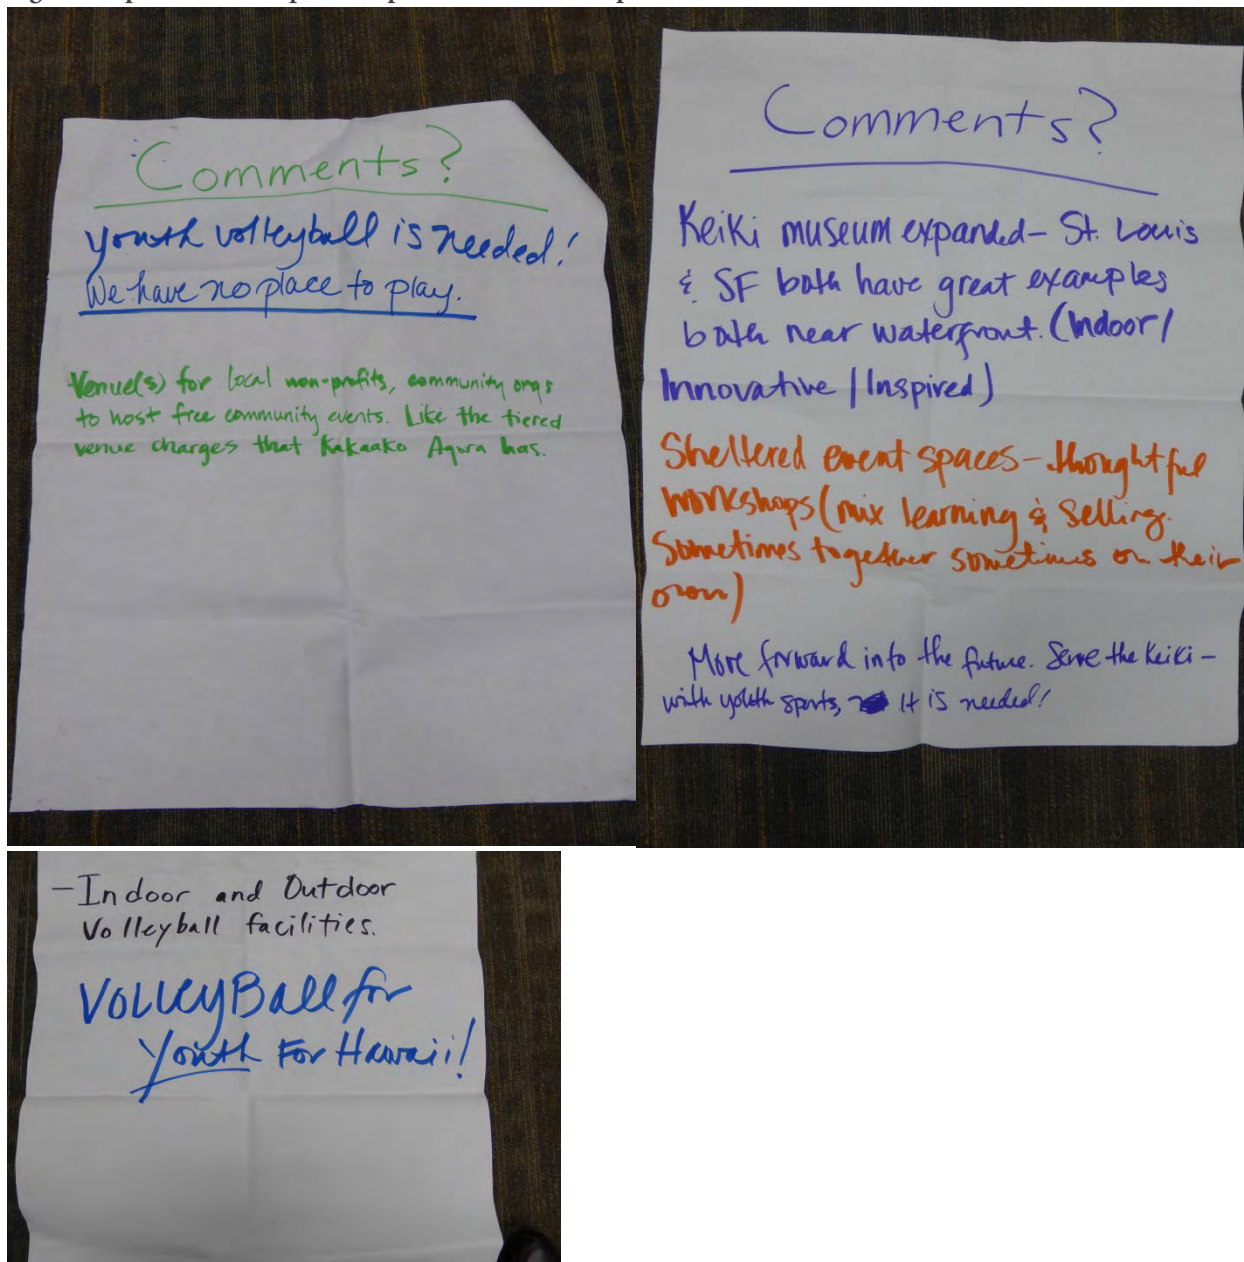 Comments?
Youth volleyball is needed!
We have no place to play.
Venue(s) for local non-profits, community orgs
to host free community events. Like the tiered
venue charges that Kakaako Agora has.
Comments?
Keiki museum expanded – St. Louis
& SF both have great examples
both near waterfront. (Indoor /
Innovative / Inspired)
Sheltered event spaces – thoughtful
workshops (mix learning & selling.
Sometimes together sometimes on their
own)
More forward into the future. Serve the Keiki –
with youth sports, It is needed!
- Indoor and Outdoor
Volleyball facilities.
VolleyBall for
Youth For Hawaii!